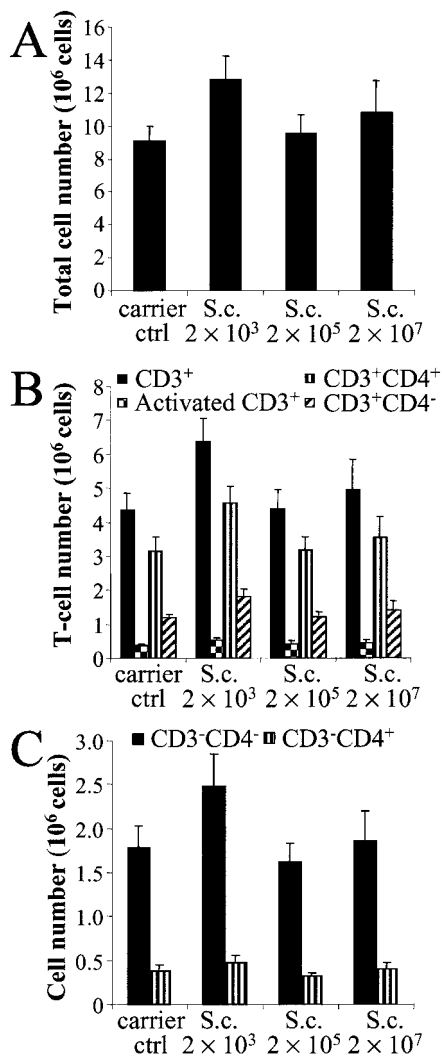 A
Total cell number (10⁶ cells)
16
14
12
10
8
6
4
2
0
carrier ctrl
S.c. 2 × 10³
S.c. 2 × 10⁵
S.c. 2 × 10⁷
B
CD3⁺
CD3⁺CD4⁺
Activated CD3⁺
CD3⁺CD4⁻
T-cell number (10⁶ cells)
8
7
6
5
4
3
2
1
0
carrier ctrl
S.c. 2 × 10³
S.c. 2 × 10⁵
S.c. 2 × 10⁷
C
CD3⁻CD4⁻
CD3⁻CD4⁺
Cell number (10⁶ cells)
3.0
2.5
2.0
1.5
1.0
0.5
0
carrier ctrl
S.c. 2 × 10³
S.c. 2 × 10⁵
S.c. 2 × 10⁷